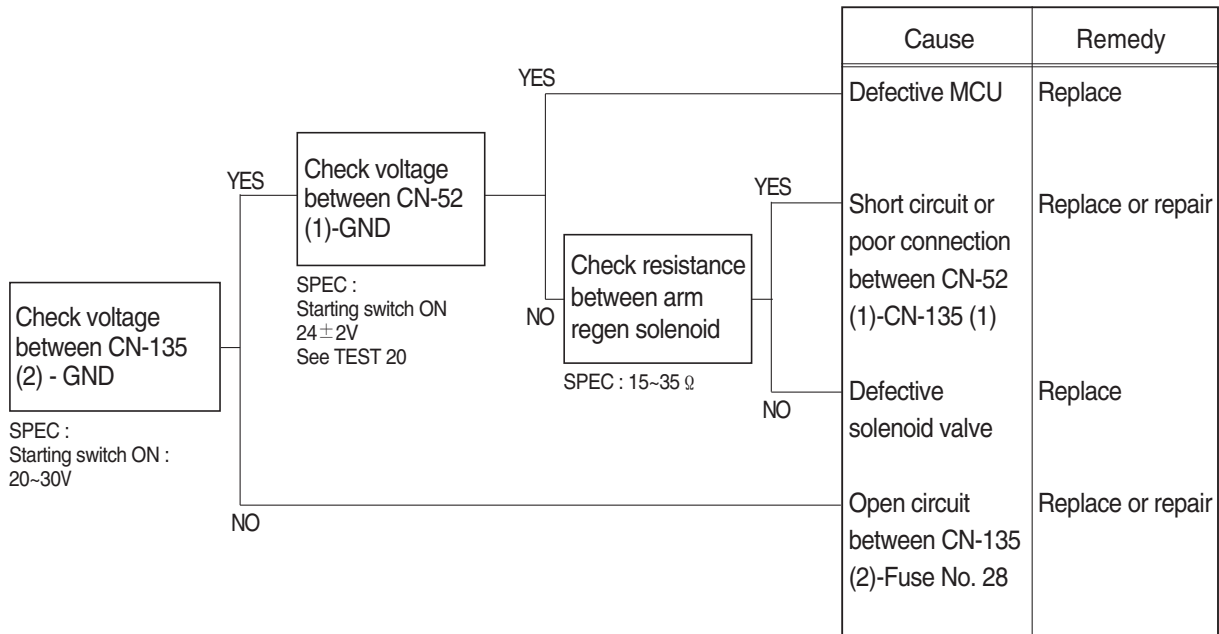 Cause
Remedy
YES
Defective MCU
Replace
Check voltage
between CN-52
(1)-GND
YES
SPEC :
Starting switch ON
24±2V
See TEST 20
YES
Short circuit or
poor connection
between CN-52
(1)-CN-135 (1)
Replace or repair
Check resistance
between arm
regen solenoid
NO
SPEC : 15~35 Ω
Check voltage
between CN-135
(2) - GND
SPEC :
Starting switch ON :
20~30V
NO
Defective
solenoid valve
Replace
NO
Open circuit
between CN-135
(2)-Fuse No. 28
Replace or repair